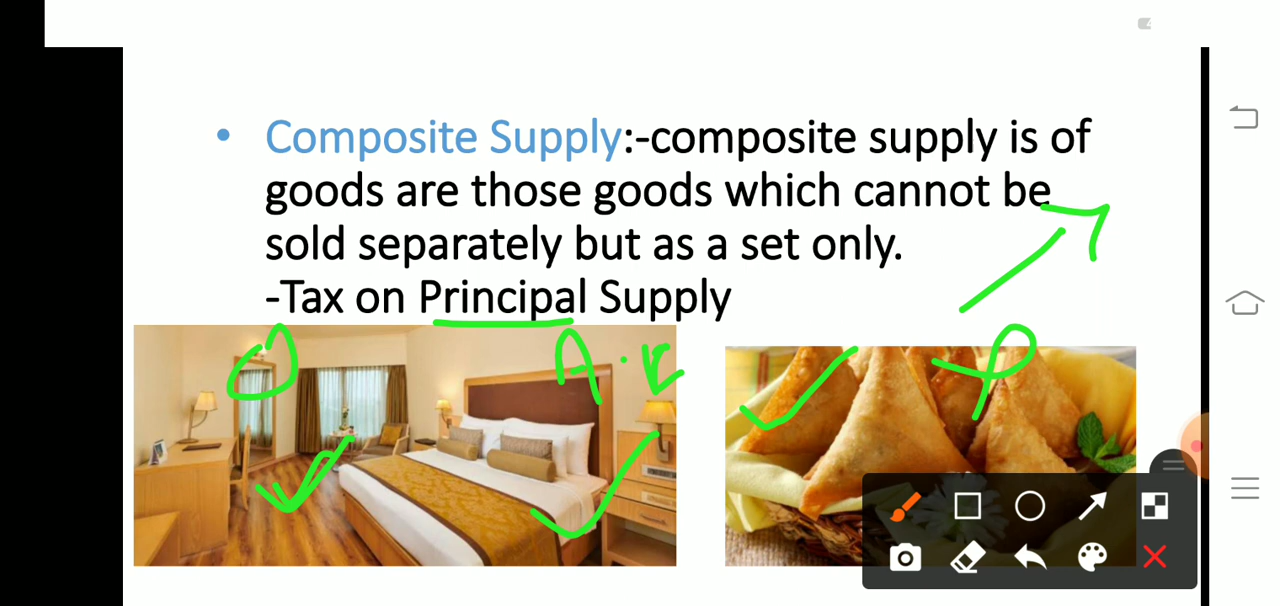 • Composite Supply:-composite supply is of
goods are those goods which cannot be
sold separately but as a set only.
-Tax on Principal Supply